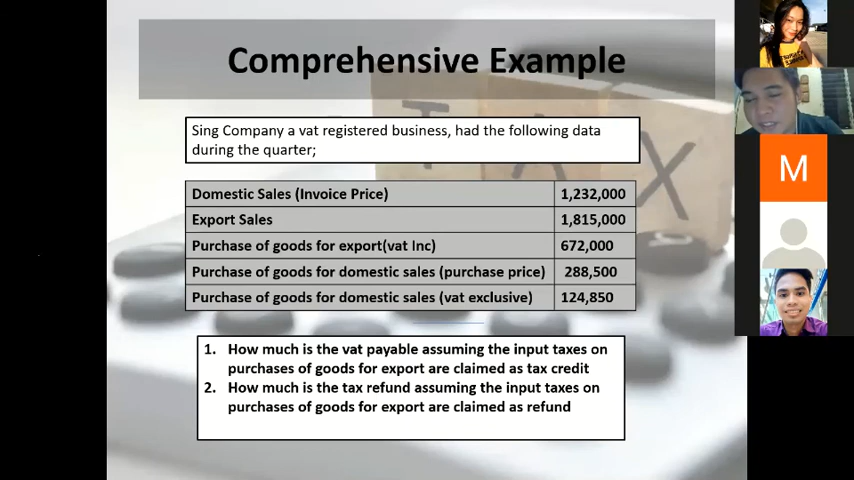 Comprehensive Example
Sing Company a vat registered business, had the following data
during the quarter;
Domestic Sales (Invoice Price) 1,232,000
Export Sales 1,815,000
Purchase of goods for export(vat Inc) 672,000
Purchase of goods for domestic sales (purchase price) 288,500
Purchase of goods for domestic sales (vat exclusive) 124,850
1. How much is the vat payable assuming the input taxes on
purchases of goods for export are claimed as tax credit
2. How much is the tax refund assuming the input taxes on
purchases of goods for export are claimed as refund
T A X
M